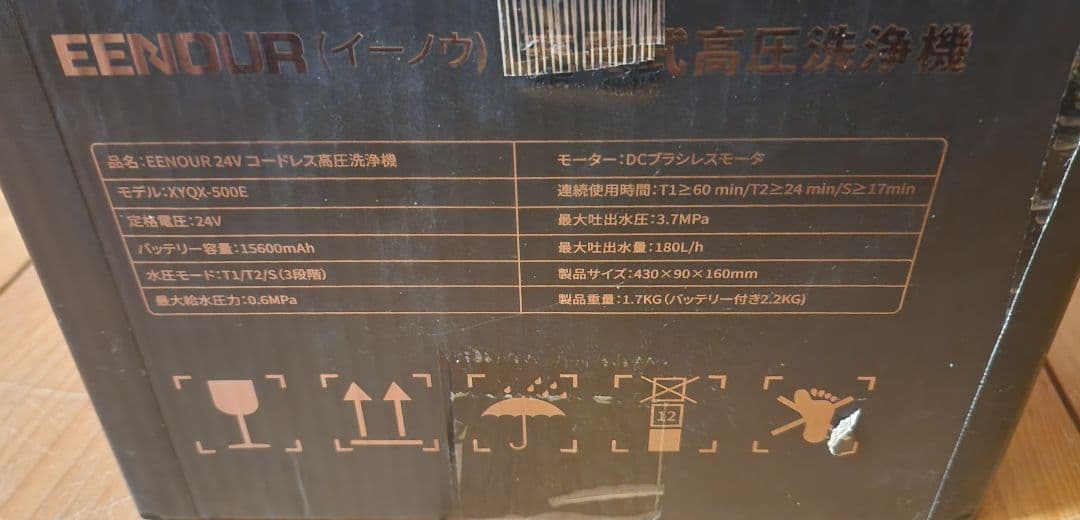 EENOUR (イーノウ) 式高圧洗浄機
品名:EENOUR 24V コードレス高圧洗浄機
モデル:XYQX-500E
定格電圧:24V
バッテリー容量:15600mAh
水圧モード:T1/T2/S(3段階)
最大給水圧力:0.6MPa
モーター:DCブラシレスモータ
連続使用時間:T1≥60 min/T2≥24 min/S≥17min
最大吐出水圧:3.7MPa
最大吐出水量:180L/h
製品サイズ:430×90×160mm
製品重量:1.7KG(バッテリー付き2.2KG)
12